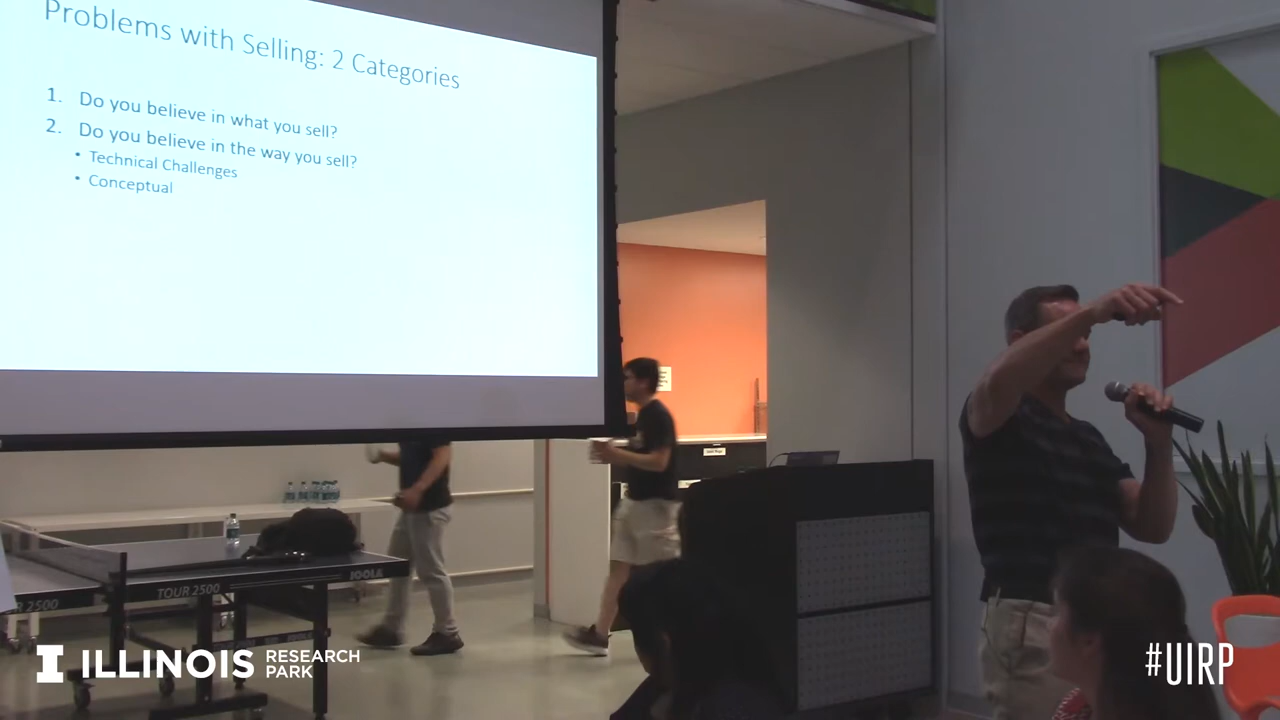 Problems with Selling: 2 Categories
1. Do you believe in what you sell?
2. Do you believe in the way you sell?
• Technical Challenges
• Conceptual
TOUR 2500
JOOLA
R 2500
ILLINOIS
RESEARCH
PARK
#UIRP